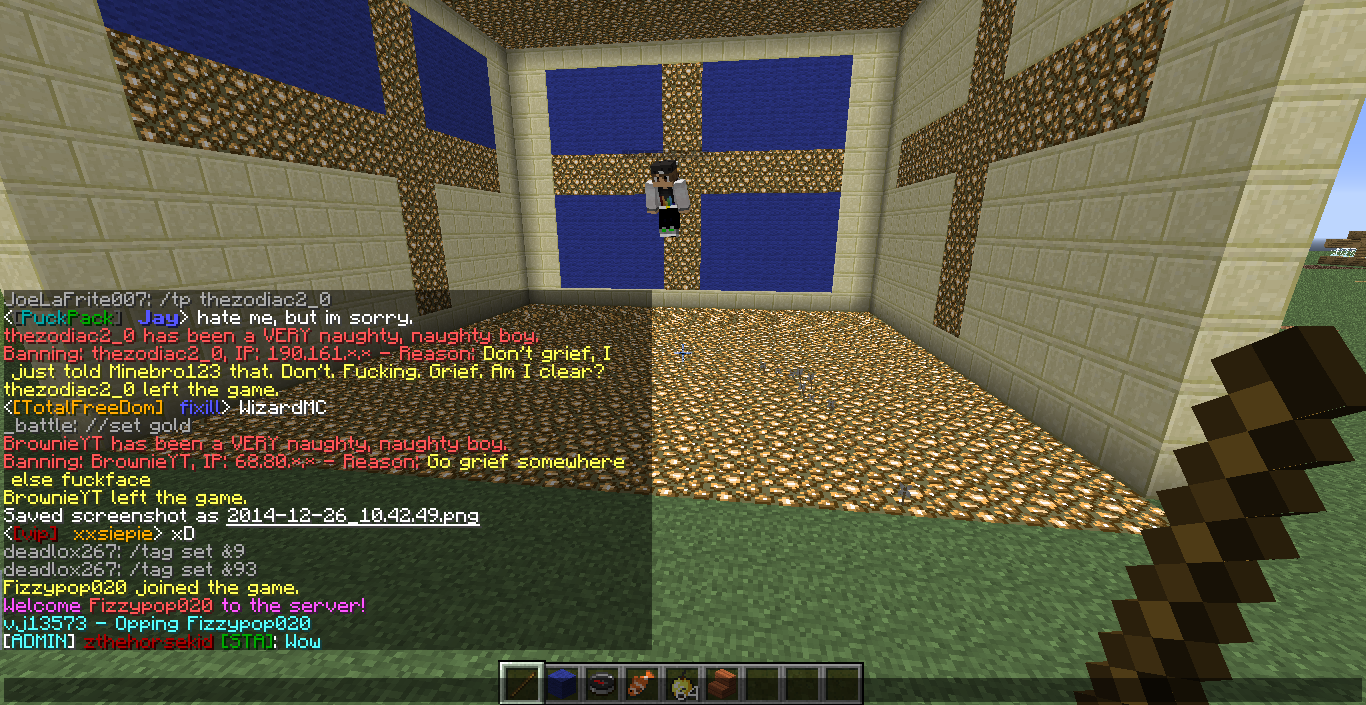 JoeLaFrite007: /tp thezodiac2_0
<[PuckPack] Jay> hate me, but im sorry.
thezodiac2_0 has been a VERY naughty, naughty boy.
Banning: thezodiac2_0, IP: 190.161.*.* - Reason: Don't grief, I
just told Minebro123 that. Don't. Fucking. Grief. Am I clear?
thezodiac2_0 left the game.
<[TotalFreeDom] fixill> WizardMC
_battle: //set gold
BrownieYT has been a VERY naughty, naughty boy.
Banning: BrownieYT, IP: 68.80.*.* - Reason: Go grief somewhere
else fuckface
BrownieYT left the game.
Saved screenshot as 2014-12-26_10.42.49.png
<[vip] xxsiepie> xD
deadlox267: /tag set &9
deadlox267: /tag set &93
Fizzypop020 joined the game.
Welcome Fizzypop020 to the server!
vj13573 - Opping Fizzypop020
[ADMIN] zthehorsekid [STA]: Wow
64